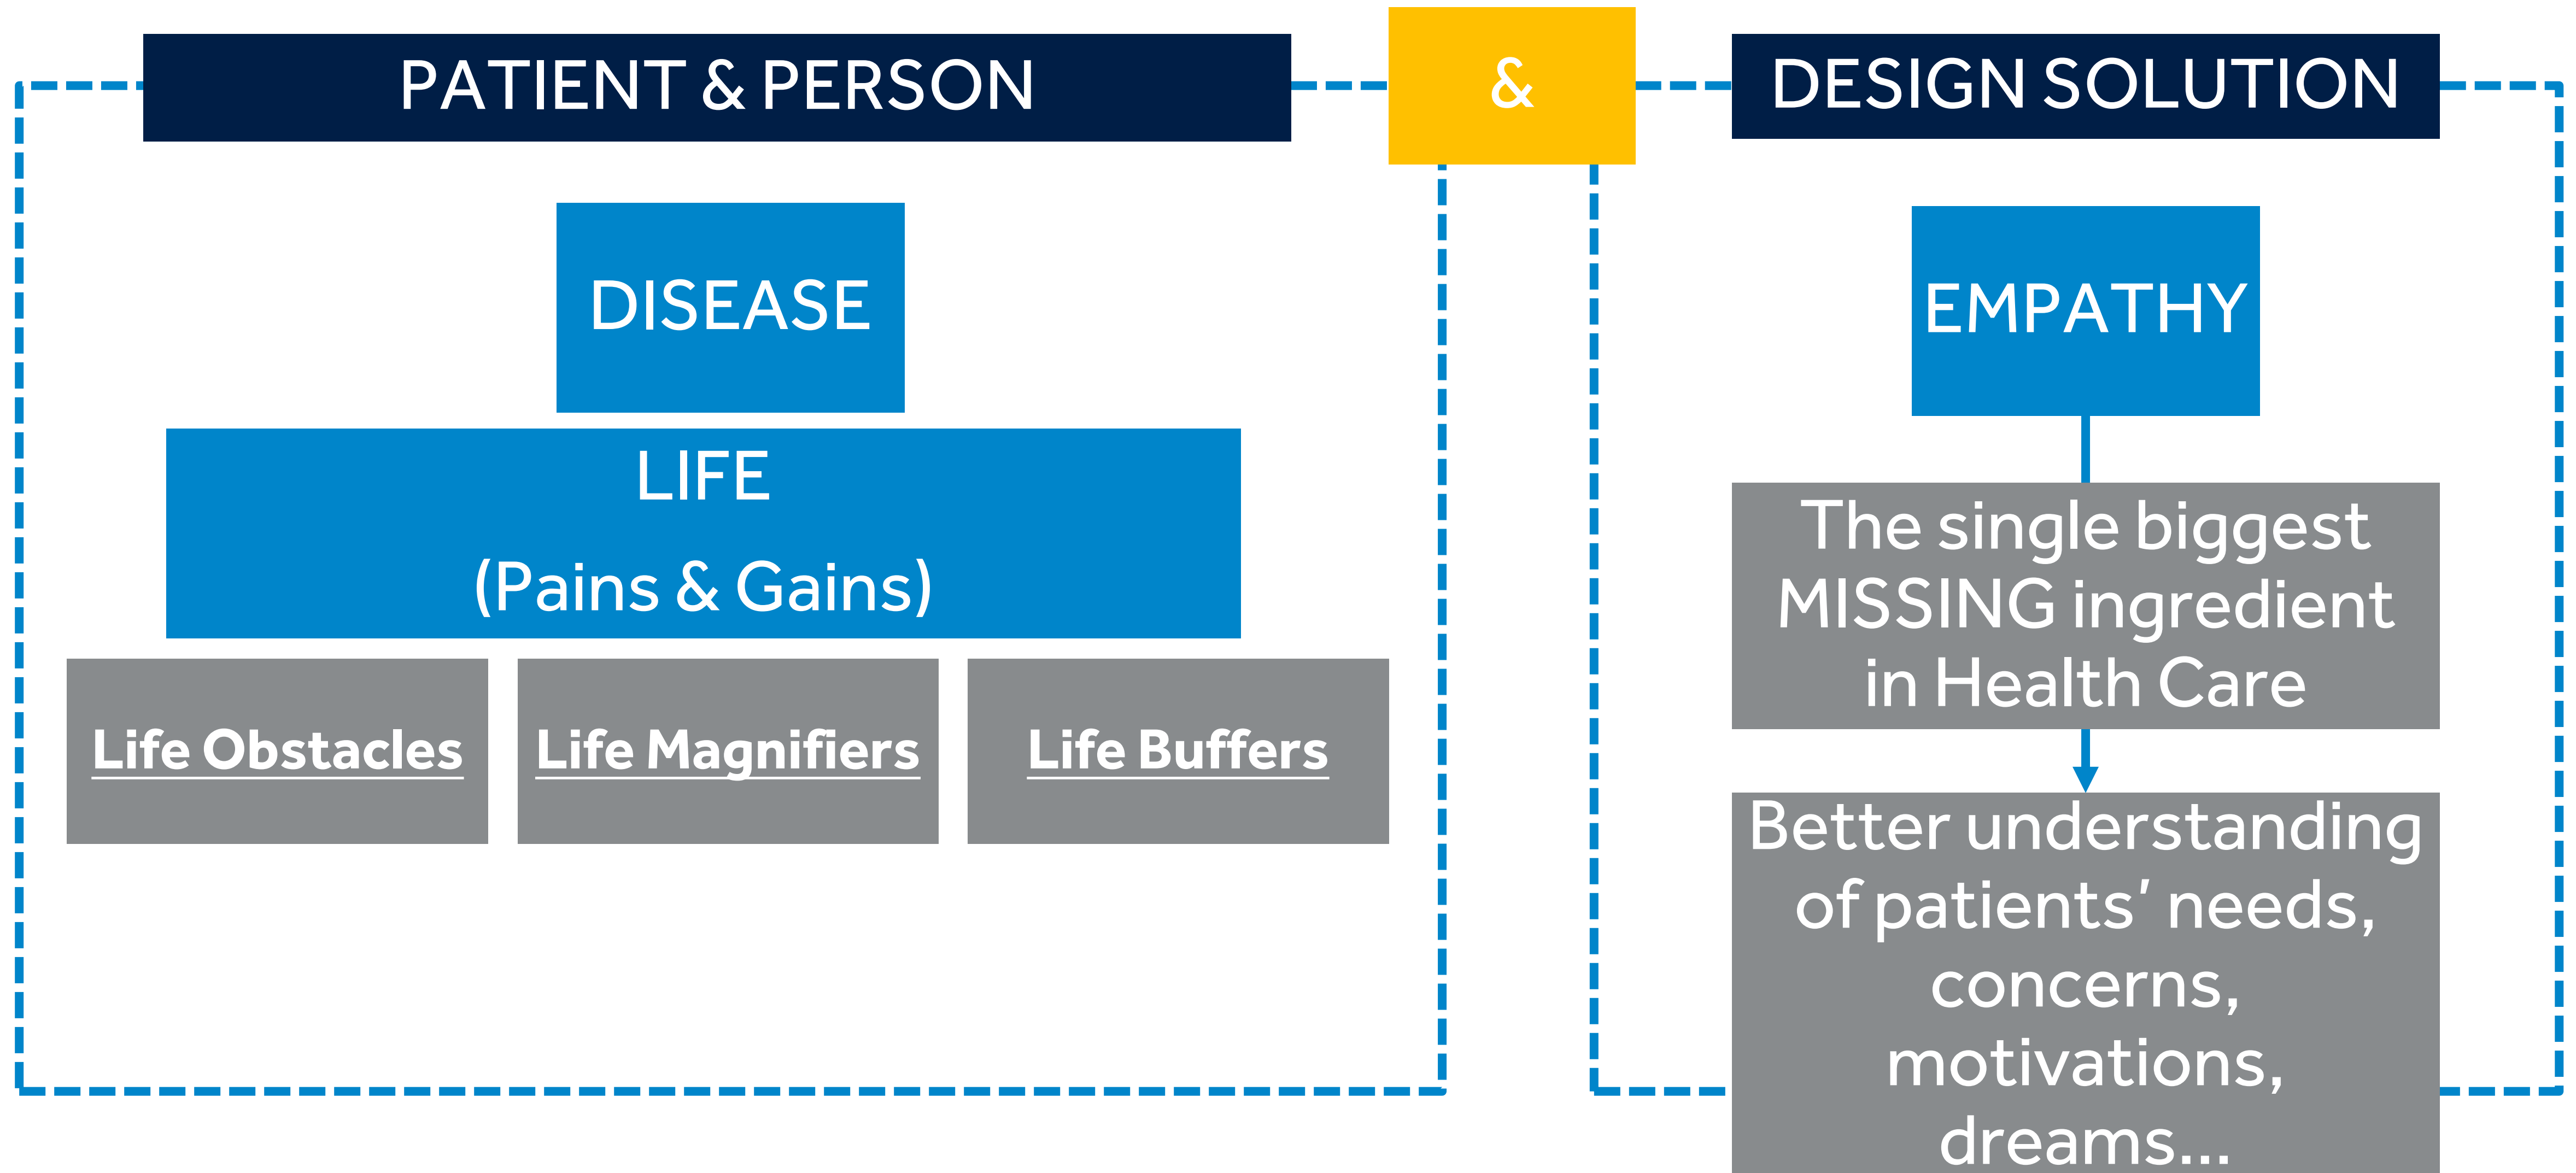 PATIENT & PERSON
&
DESIGN SOLUTION
DISEASE
LIFE
(Pains & Gains)
Life Obstacles
Life Magnifiers
Life Buffers
EMPATHY
The single biggest
MISSING ingredient
in Health Care
Better understanding
of patients’ needs,
concerns,
motivations,
dreams...